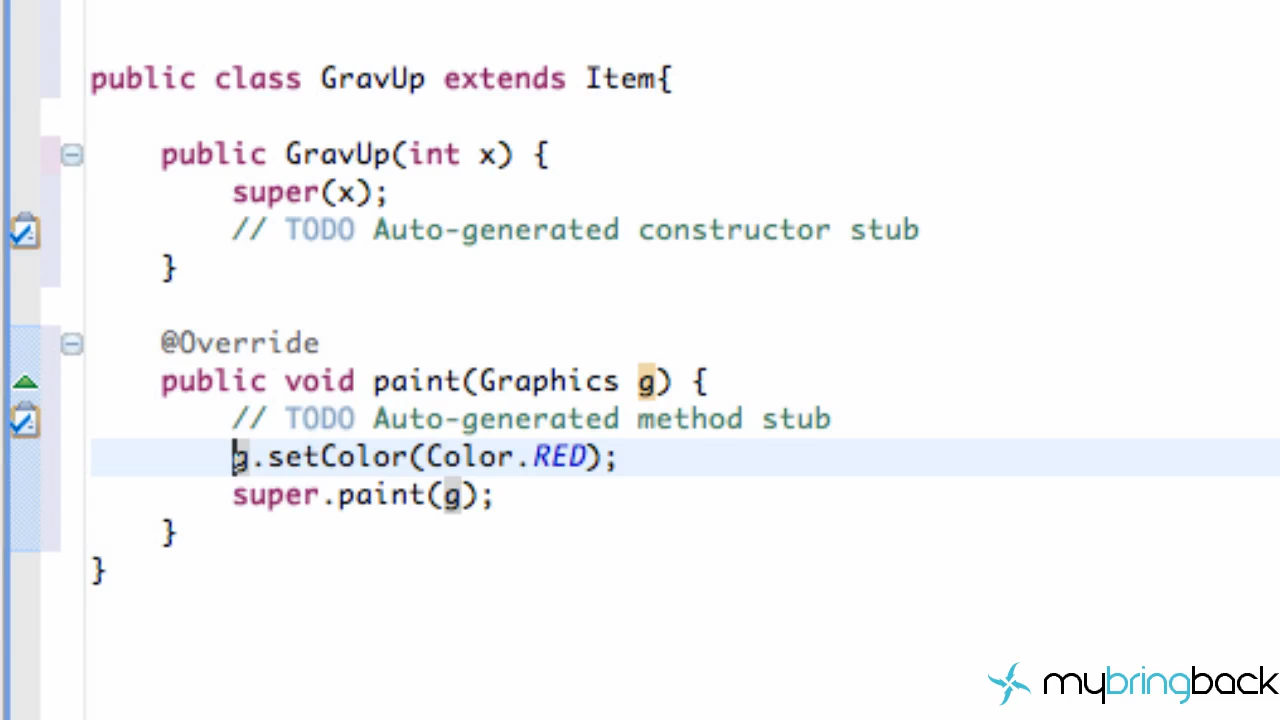 public class GravUp extends Item{
public GravUp(int x) {
super(x);
// TODO Auto-generated constructor stub
}
@Override
public void paint(Graphics g) {
// TODO Auto-generated method stub
g.setColor(Color.RED);
super.paint(g);
}
}
mybringback